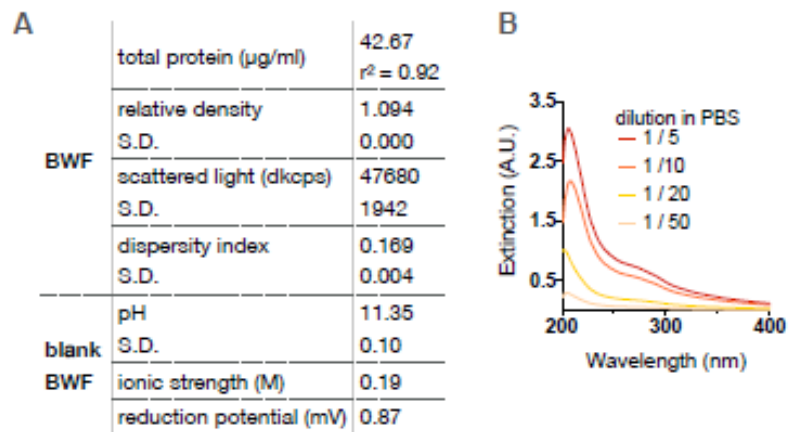 A
BWF
total protein (µg/ml) 42.67
r² = 0.92
relative density 1.094
S.D. 0.000
scattered light (dkcps) 47680
S.D. 1942
dispersity index 0.169
S.D. 0.004
blank BWF
pH 11.35
S.D. 0.10
ionic strength (M) 0.19
reduction potential (mV) 0.87
B
dilution in PBS
1 / 5
1 /10
1 / 20
1 / 50
Extinction (A.U.)
3.5
2.5
1.5
0.5
200 300 400
Wavelength (nm)